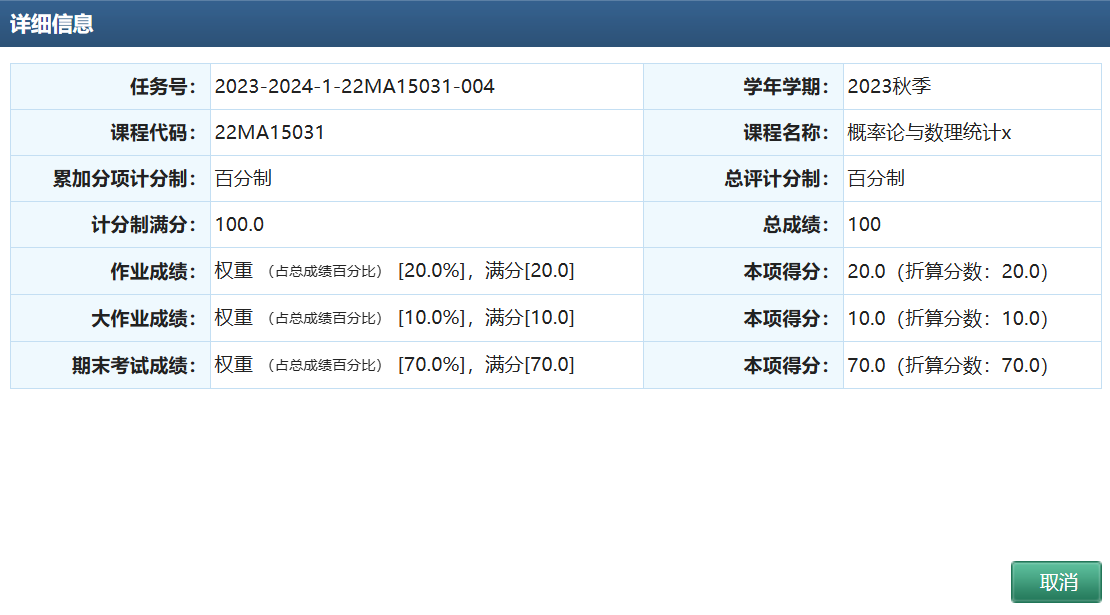 详细信息
任务号： 2023-2024-1-22MA15031-004 学年学期： 2023秋季
课程代码： 22MA15031 课程名称： 概率论与数理统计x
累加分项计分制： 百分制 总评计分制： 百分制
计分制满分： 100.0 总成绩： 100
作业成绩： 权重 （占总成绩百分比） [20.0%]，满分[20.0] 本项得分： 20.0（折算分数：20.0）
大作业成绩： 权重 （占总成绩百分比） [10.0%]，满分[10.0] 本项得分： 10.0（折算分数：10.0）
期末考试成绩： 权重 （占总成绩百分比） [70.0%]，满分[70.0] 本项得分： 70.0（折算分数：70.0）
取消